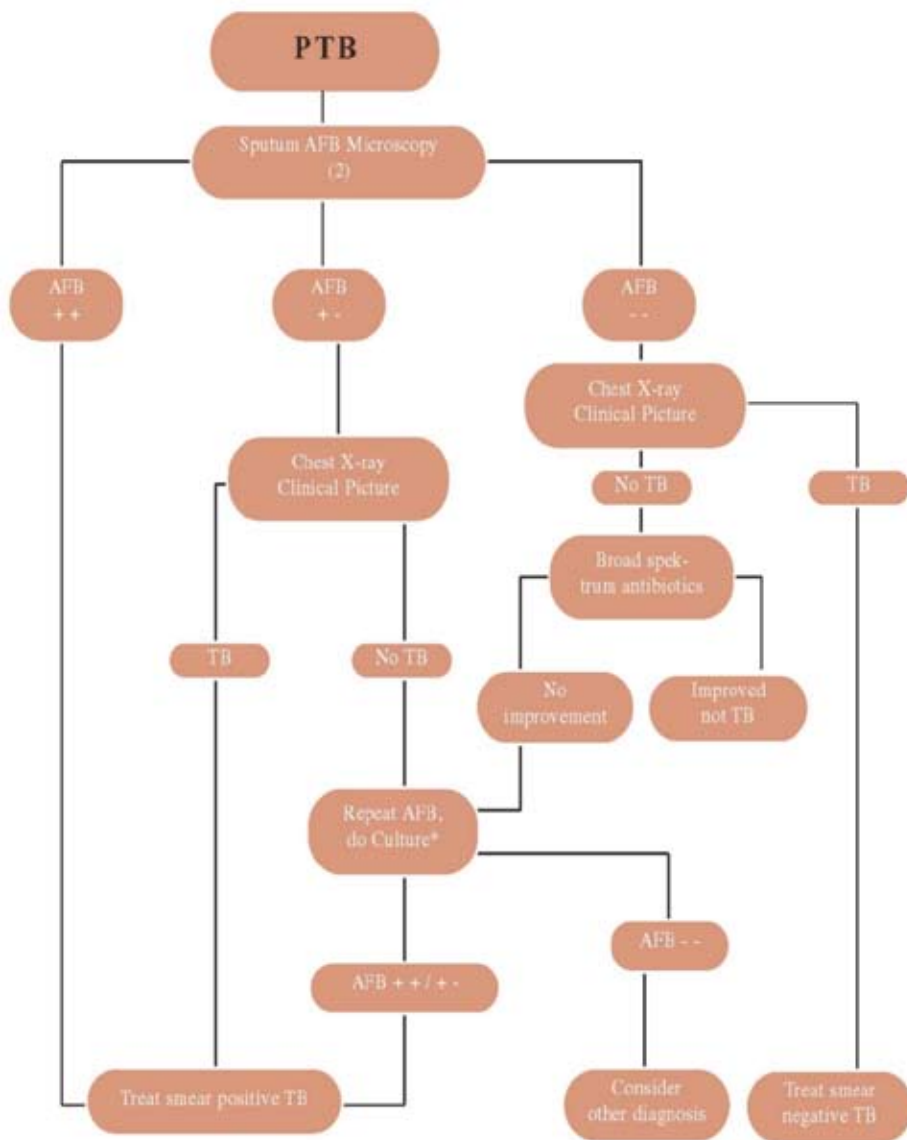 PTB
Sputum AFB Microscopy
(2)
AFB
+ +
AFB
+ -
AFB
- -
Chest X-ray
Clinical Picture
Chest X-ray
Clinical Picture
No TB
TB
Broad spek-
trum antibiotics
TB
No TB
No
improvement
Improved
not TB
Repeat AFB,
do Culture*
AFB - -
AFB + + / + -
Treat smear positive TB
Consider
other diagnosis
Treat smear
negative TB